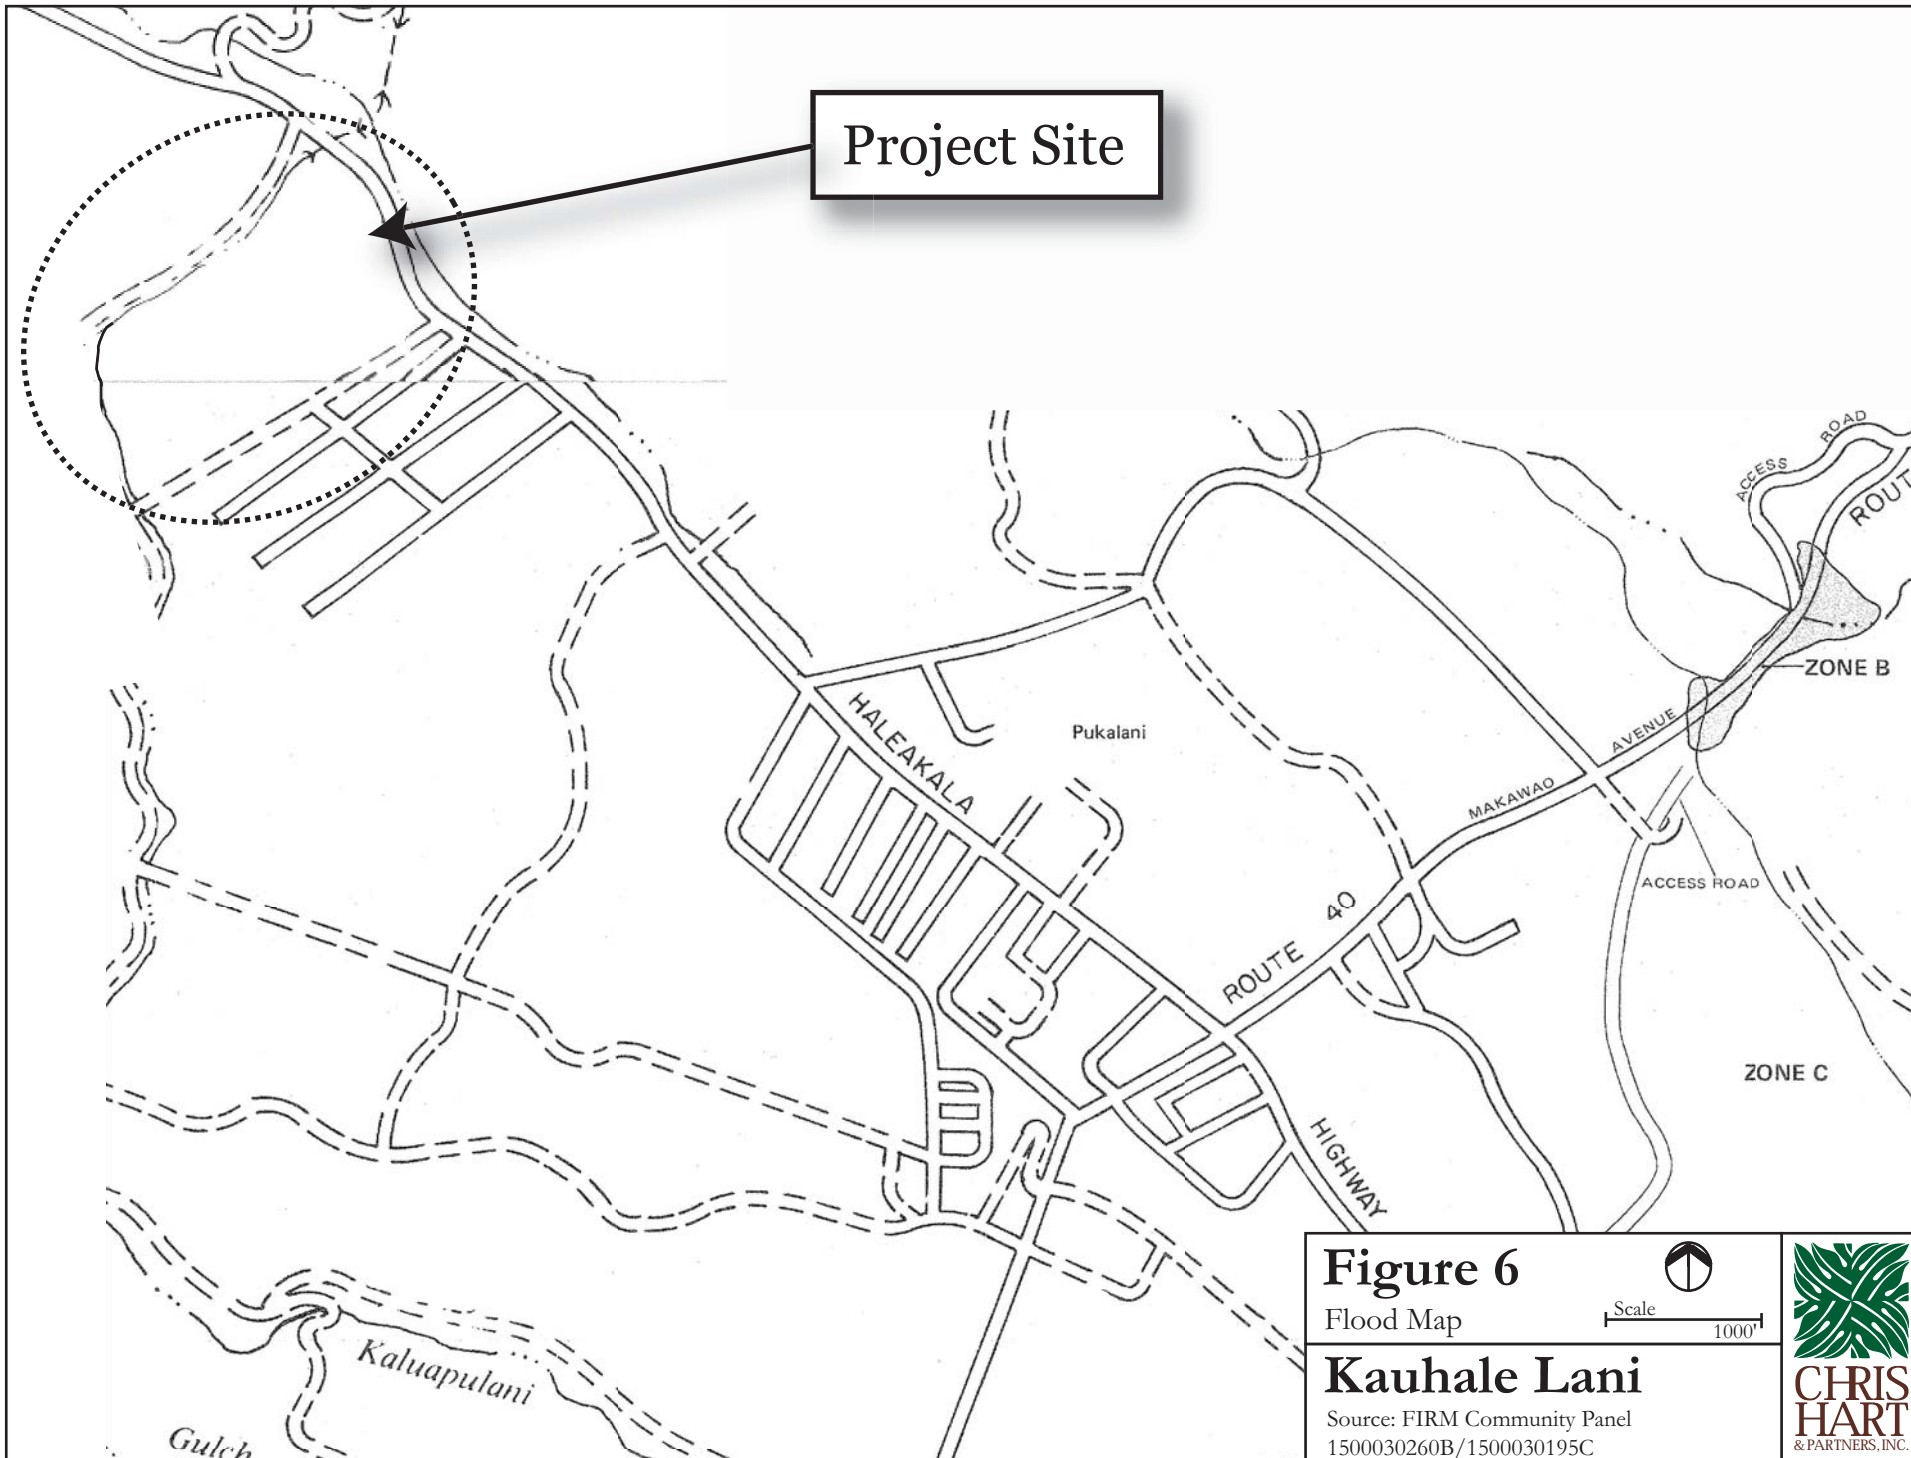 Project Site
ACCESS ROAD
ZONE B
HALEAKALA
Pukalani
MAKAWAO AVENUE
ACCESS ROAD
ROUTE 40
ZONE C
HIGHWAY
Kaluapulani
Gulch
Figure 6
Flood Map
Scale
1000'
Kauhale Lani
Source: FIRM Community Panel
1500030260B/1500030195C
CHRIS
HART
& PARTNERS, INC.